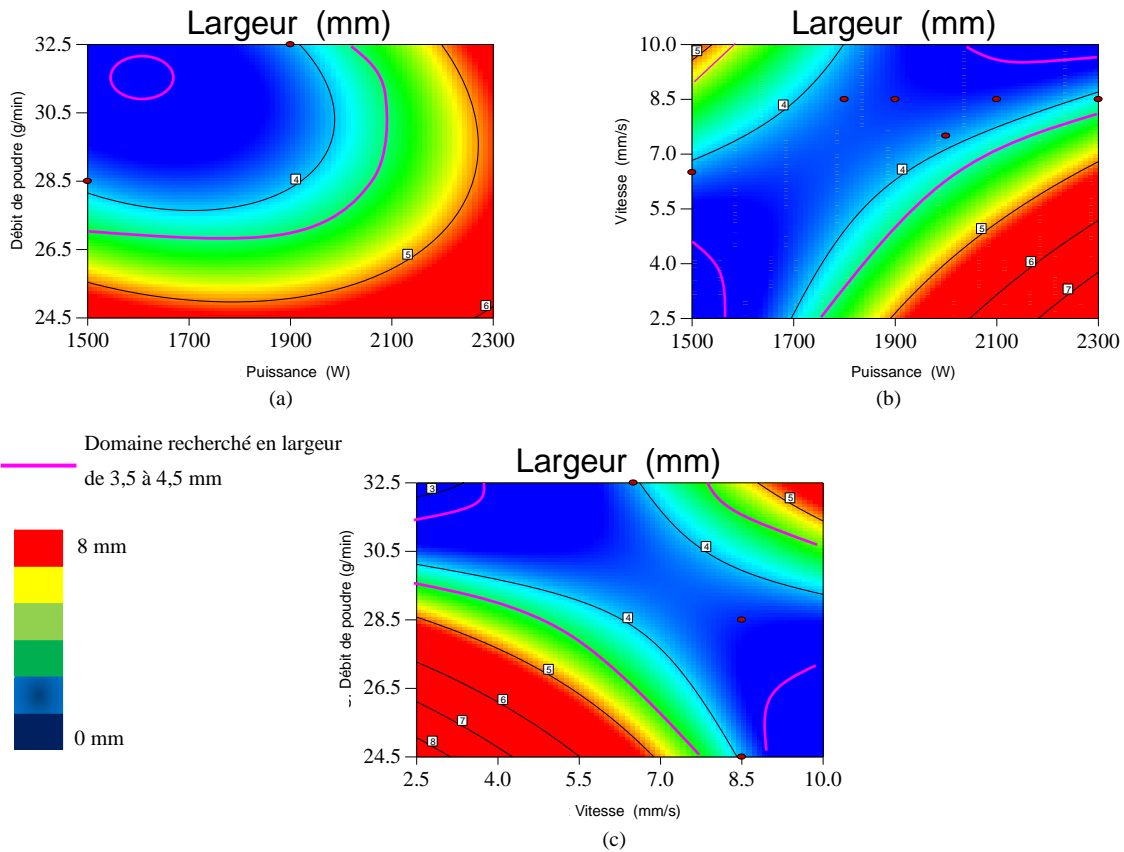 Largeur (mm)
32.5
30.5
28.5
26.5
24.5
Débit de poudre (g/min)
4
5
6
1500 1700 1900 2100 2300
Puissance (W)
(a)
Largeur (mm)
10.0
8.5
7.0
5.5
4.0
2.5
Vitesse (mm/s)
5
4
4
5
6
7
1500 1700 1900 2100 2300
Puissance (W)
(b)
Domaine recherché en largeur
de 3,5 à 4,5 mm
8 mm
0 mm
Largeur (mm)
32.5
30.5
28.5
26.5
24.5
Débit de poudre (g/min)
3
5
4
4
5
6
7
8
2.5 4.0 5.5 7.0 8.5 10.0
Vitesse (mm/s)
(c)